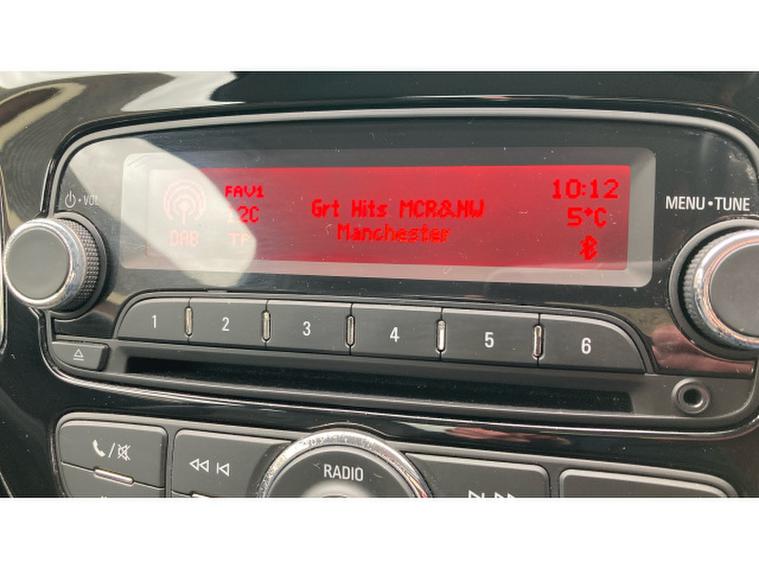 VOL
MENU•TUNE
FAV1
12C
DAB
TP
Grt Hits MCR&NW
Manchester
10:12
5°C
1
2
3
4
5
6
RADIO